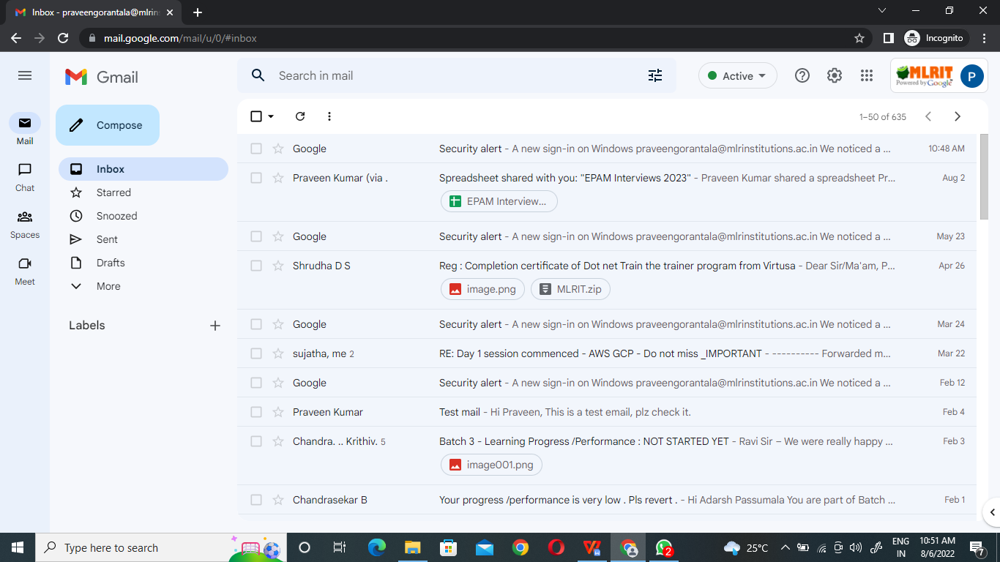 Inbox - praveengorantala@mlrin
mail.google.com/mail/u/0/#inbox
Incognito
Gmail
Search in mail
Active
MLRIT
Powered by Google
P
Mail
Chat
Spaces
Meet
Compose
Inbox
Starred
Snoozed
Sent
Drafts
More
Labels
1–50 of 635
Google Security alert - A new sign-in on Windows praveengorantala@mlrinstitutions.ac.in We noticed a ... 10:48 AM
Praveen Kumar (via . Spreadsheet shared with you: "EPAM Interviews 2023" - Praveen Kumar shared a spreadsheet Pr... Aug 2
EPAM Interview...
Google Security alert - A new sign-in on Windows praveengorantala@mlrinstitutions.ac.in We noticed a ... May 23
Shrudha D S Reg : Completion certificate of Dot net Train the trainer program from Virtusa - Dear Sir/Ma'am, P... Apr 26
image.png MLRIT.zip
Google Security alert - A new sign-in on Windows praveengorantala@mlrinstitutions.ac.in We noticed a ... Mar 24
sujatha, me 2 RE: Day 1 session commenced - AWS GCP - Do not miss _IMPORTANT - ---------- Forwarded m... Mar 22
Google Security alert - A new sign-in on Windows praveengorantala@mlrinstitutions.ac.in We noticed a ... Feb 12
Praveen Kumar Test mail - Hi Praveen, This is a test email, plz check it. Feb 4
Chandra. .. Krithiv. 5 Batch 3 - Learning Progress /Performance : NOT STARTED YET - Ravi Sir – We were really happy ... Feb 3
image001.png
Chandrasekar B Your progress /performance is very low . Pls revert . - Hi Adarsh Passumala You are part of Batch ... Feb 1
Type here to search
2
25°C
ENG
IN
10:51 AM
8/6/2022
7